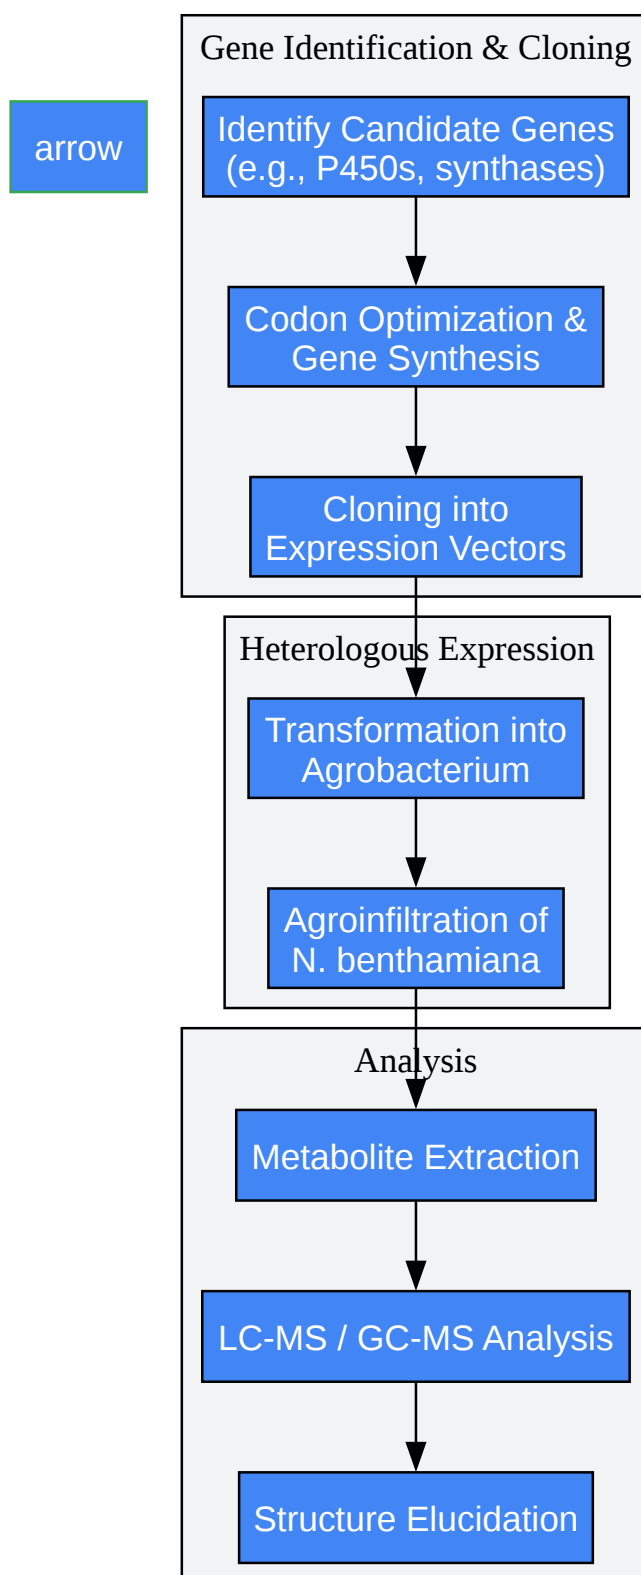 Gene Identification & Cloning
arrow
Identify Candidate Genes
(e.g., P450s, synthases)
Codon Optimization &
Gene Synthesis
Cloning into
Expression Vectors
Heterologous Expression
Transformation into
Agrobacterium
Agroinfiltration of
N. benthamiana
Analysis
Metabolite Extraction
LC-MS / GC-MS Analysis
Structure Elucidation